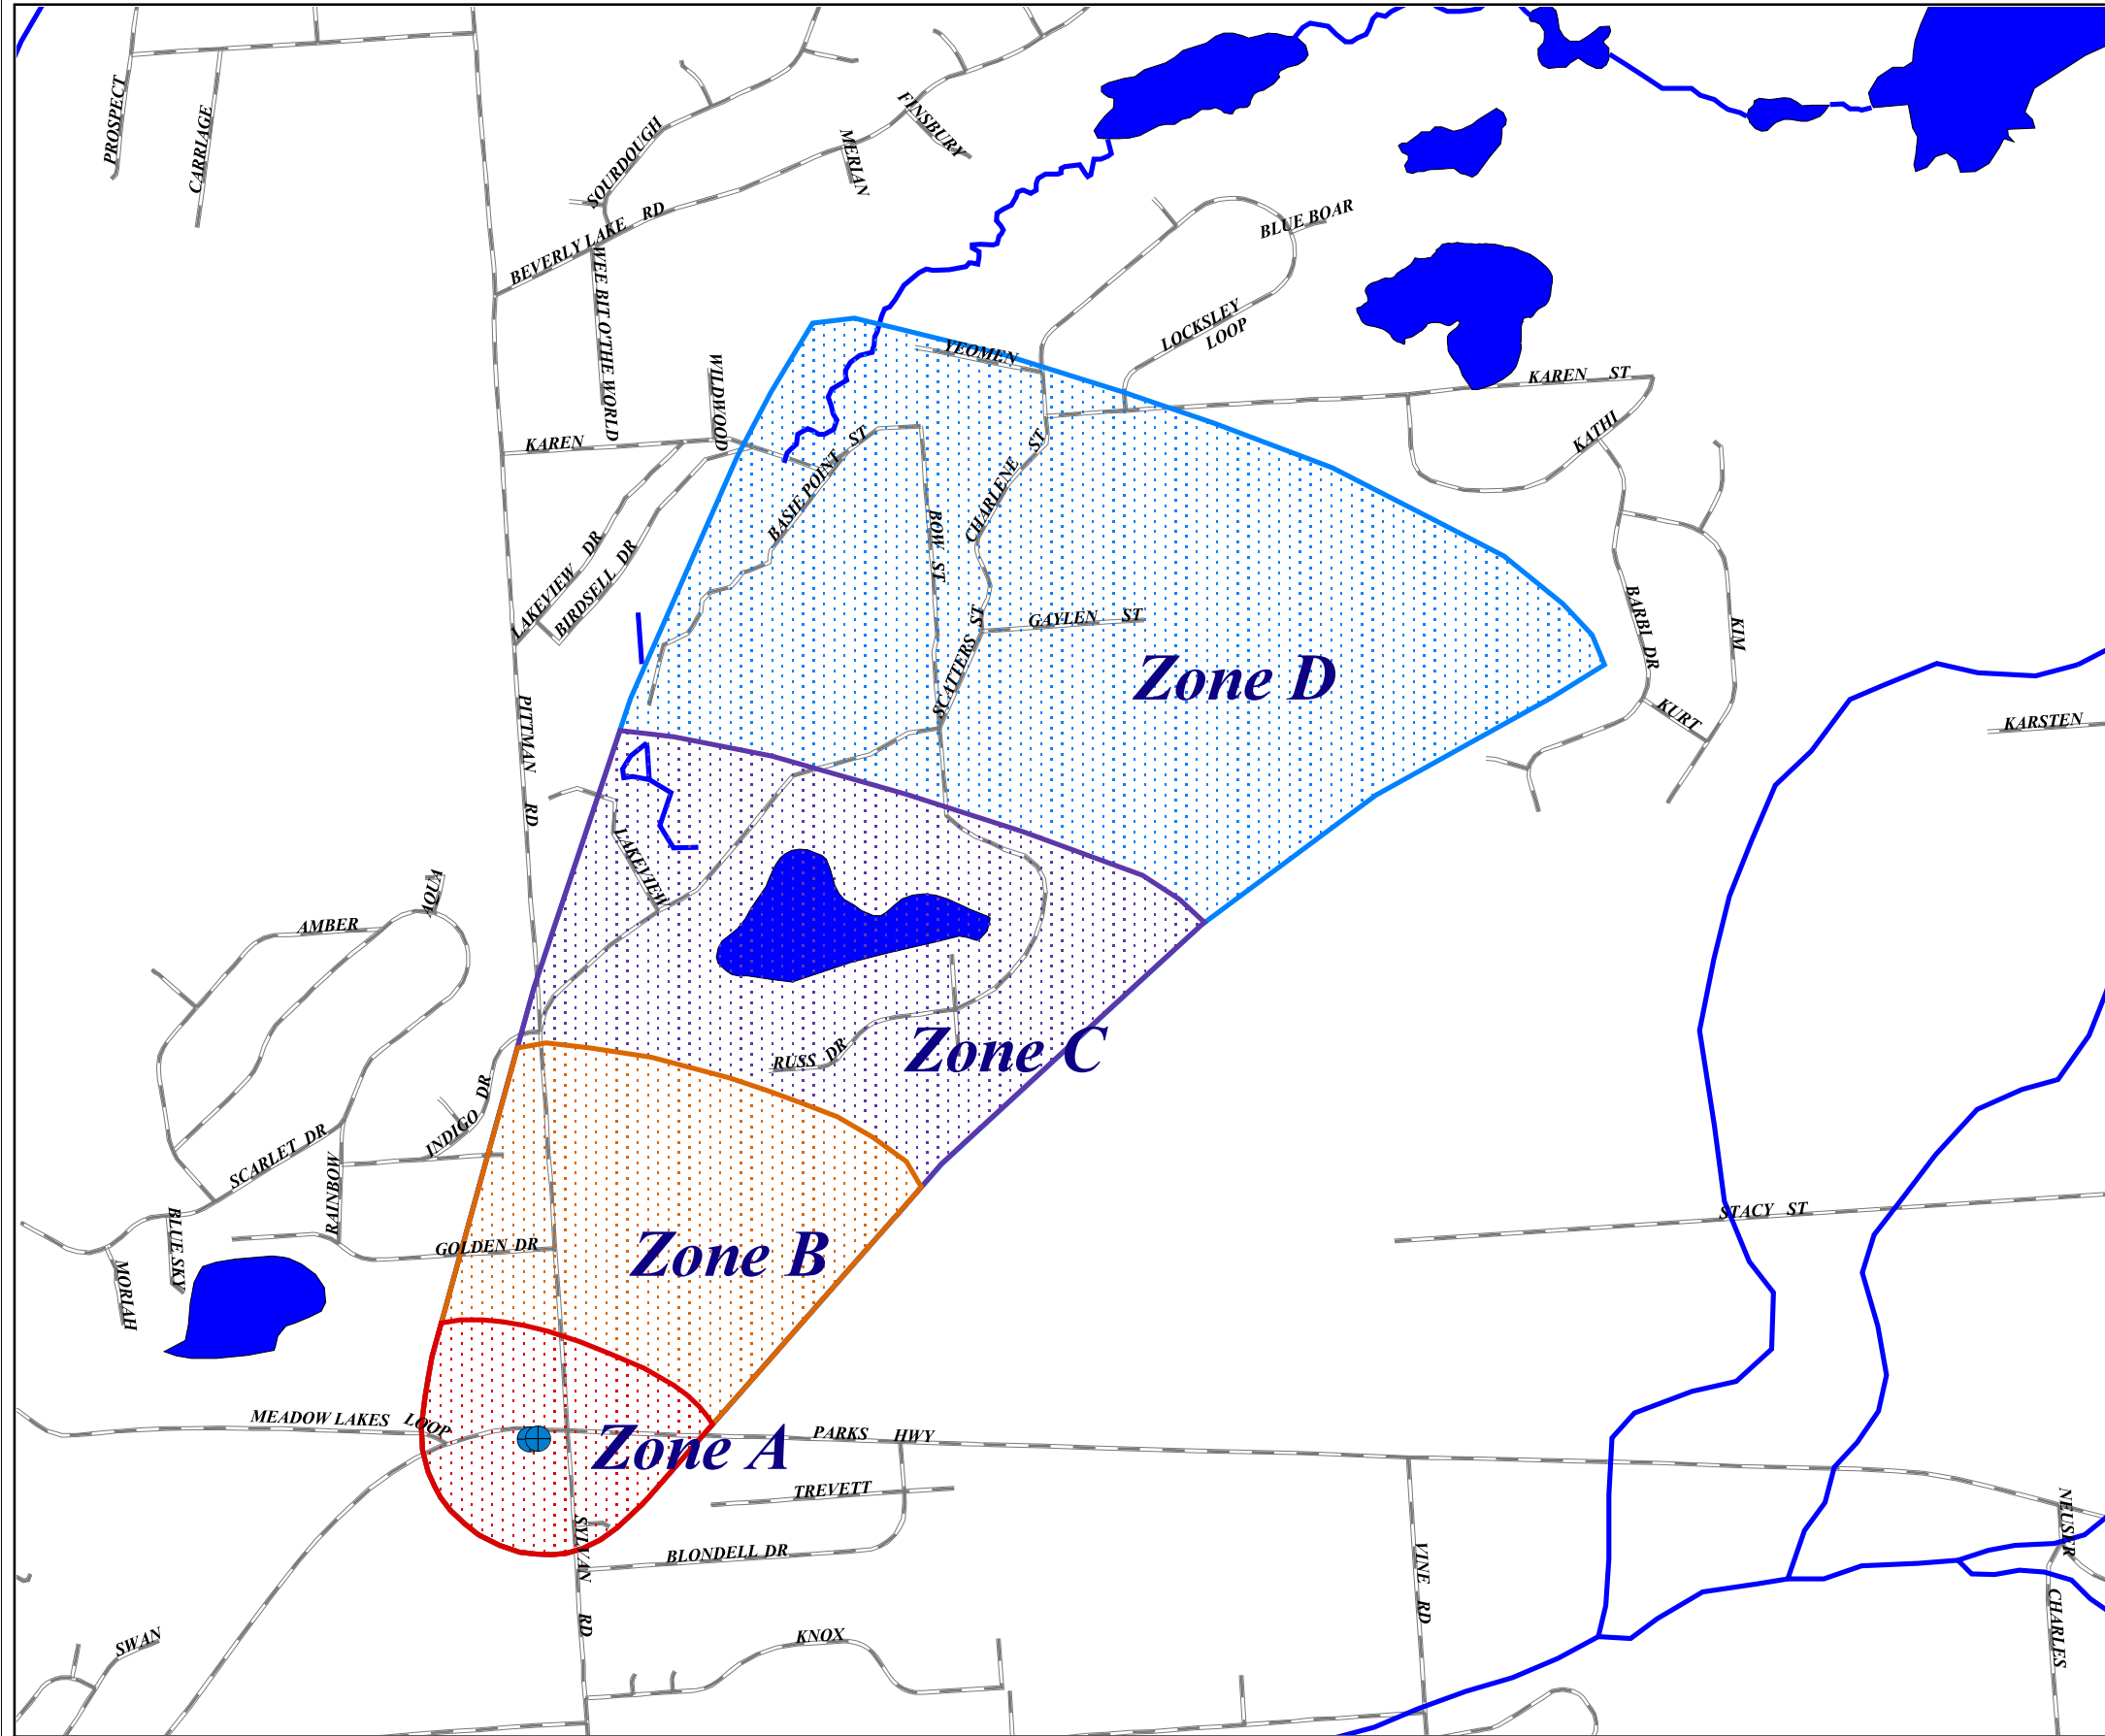 PROSPECT
CARRIAGE
SOURDOUGH
MERIAN
FINSBURY
BEVERLY LAKE RD
WEE BIT O'THE WORLD
BLUE BOAR
LOCKSLEY
LOOP
YEOMEN
WILDWOOD
KAREN ST
KATHI
KAREN
BASIE POINT ST
CHARLENE ST
BOW ST
LAKEVIEW DR
BIRDSELL DR
GAYLEN ST
SCATTERS ST
BARBI DR
KIM
KURT
KARSTEN
Zone D
PITTMAN RD
LAKEVIEW
AQUA
AMBER
RUSS DR
Zone C
INDIGO DR
SCARLET DR
RAINBOW
BLUE SKY
MORIAH
GOLDEN DR
STACY ST
Zone B
MEADOW LAKES LOOP
Zone A
PARKS HWY
TREVETT
BLONDELL DR
SYLVAN RD
VINE RD
NEUSER
CHARLES
SWAN
KNOX